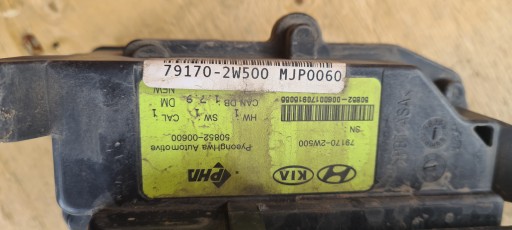 79170-2W500 MJP0060
KIA
PHA
79170-2W500
Pyeonghwa Automotive
50852-00600
SN:
HW : 1 SW : 1 CAL : 1
CAN DB 1.7.9 DM
NEW